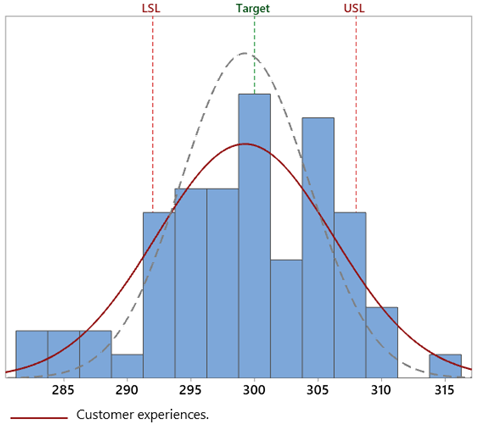 LSL Target USL
285 290 295 300 305 310 315
Customer experiences.